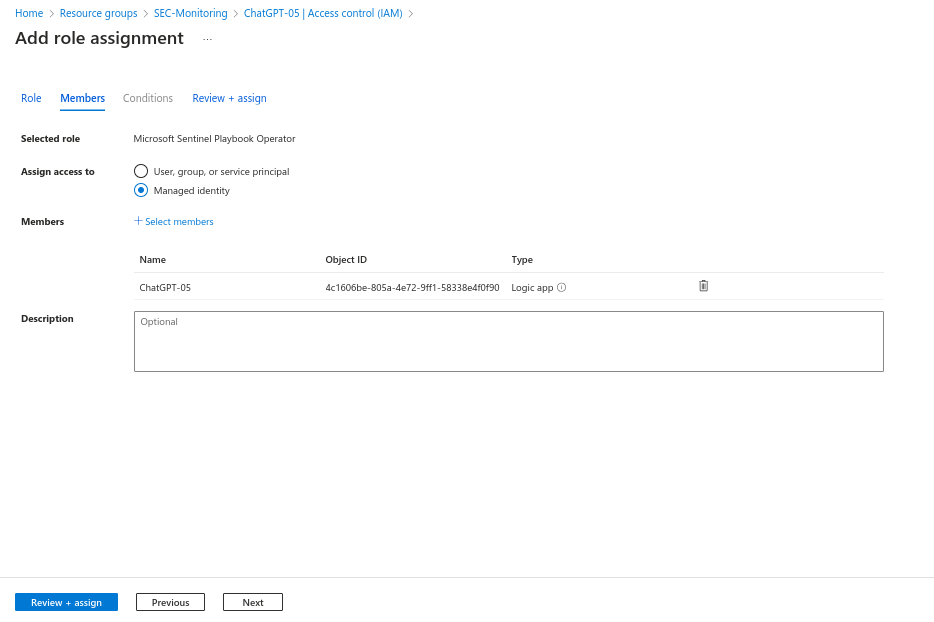 Home > Resource groups > SEC-Monitoring > ChatGPT-05 | Access control (IAM) >
Add role assignment ...
Role Members Conditions Review + assign
Selected role Microsoft Sentinel Playbook Operator
Assign access to User, group, or service principal
Managed identity
Members + Select members
Name Object ID Type
ChatGPT-05 4c1606be-805a-4e72-9ff1-58338e4f0f90 Logic app
Description Optional
Review + assign Previous Next